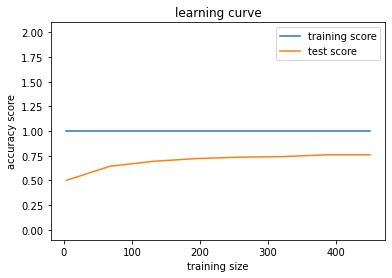 learning curve
training score
test score
2.00
1.75
1.50
1.25
1.00
0.75
0.50
0.25
0.00
accuracy score
0 100 200 300 400
training size